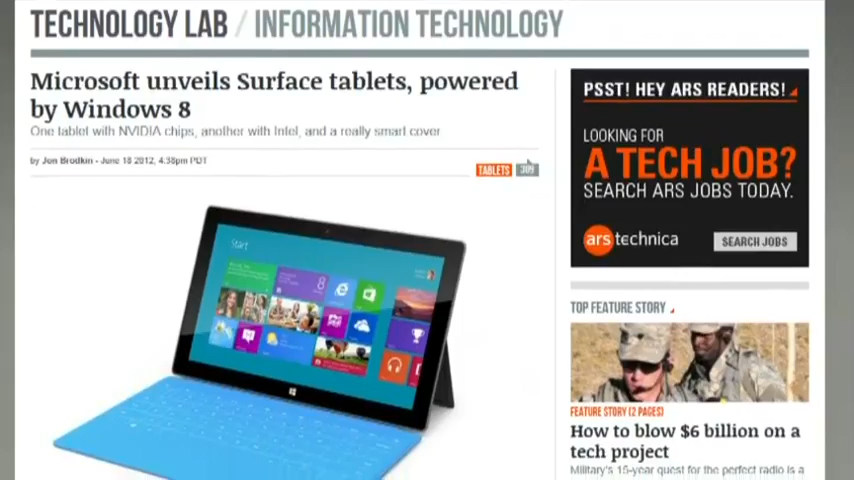 TECHNOLOGY LAB / INFORMATION TECHNOLOGY
Microsoft unveils Surface tablets, powered
by Windows 8
One tablet with NVIDIA chips, another with Intel, and a really smart cover
by Jon Brodkin - June 18 2012, 4:38pm PDT
TABLETS
309
Start
PSST! HEY ARS READERS!
LOOKING FOR
A TECH JOB?
SEARCH ARS JOBS TODAY.
ars technica
SEARCH JOBS
TOP FEATURE STORY
FEATURE STORY (2 PAGES)
How to blow $6 billion on a
tech project
Military's 15-year quest for the perfect radio is a